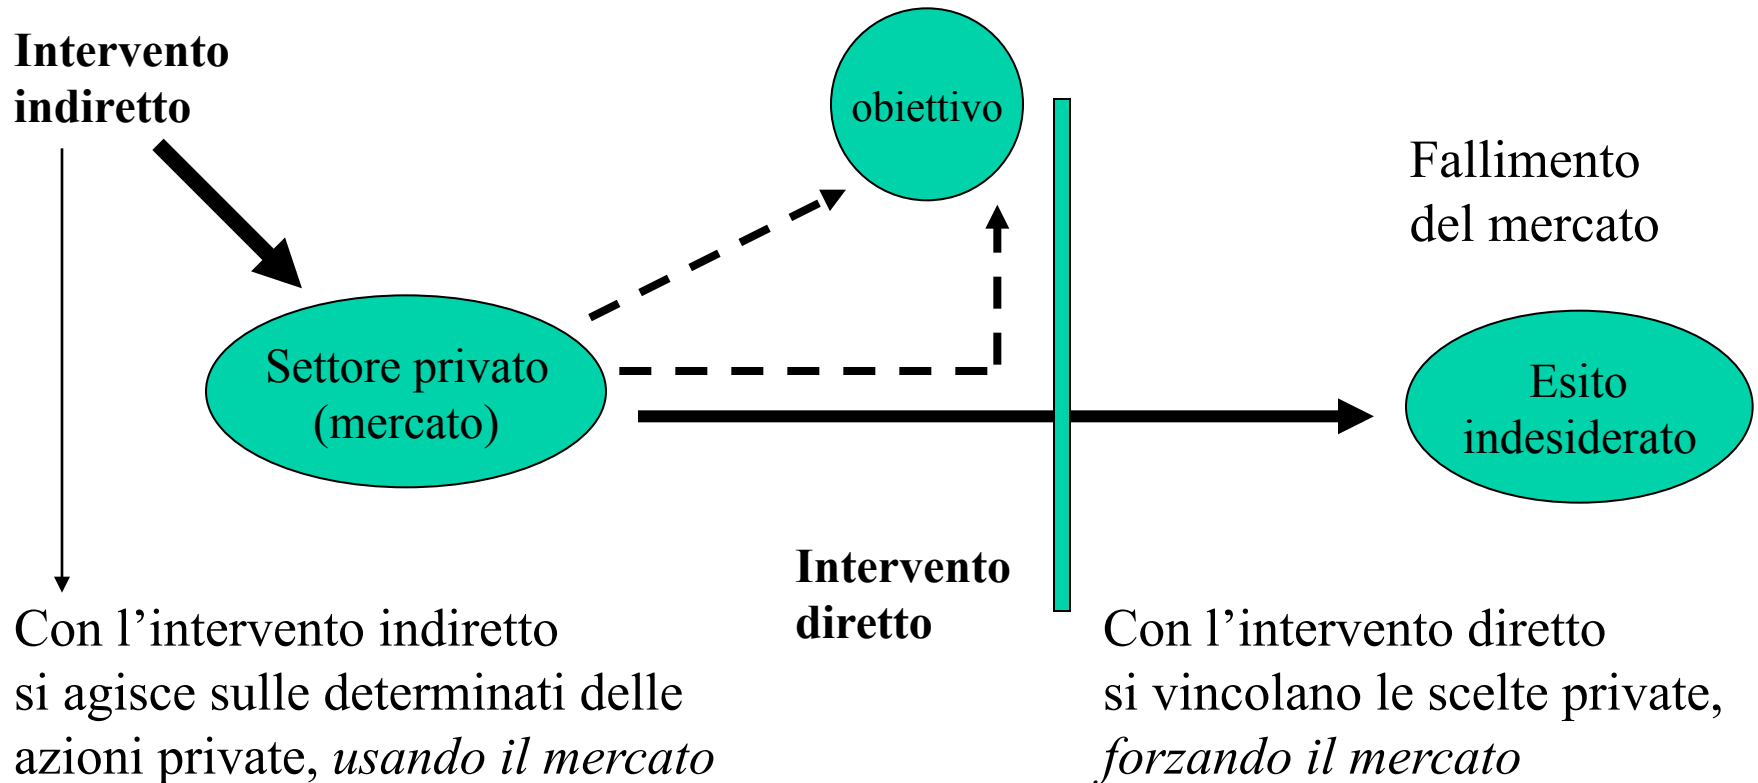 Intervento
indiretto
obiettivo
Fallimento
del mercato
Settore privato
(mercato)
Esito
indesiderato
Intervento
diretto
Con l’intervento indiretto
si agisce sulle determinati delle
azioni private, usando il mercato
Con l’intervento diretto
si vincolano le scelte private,
forzando il mercato